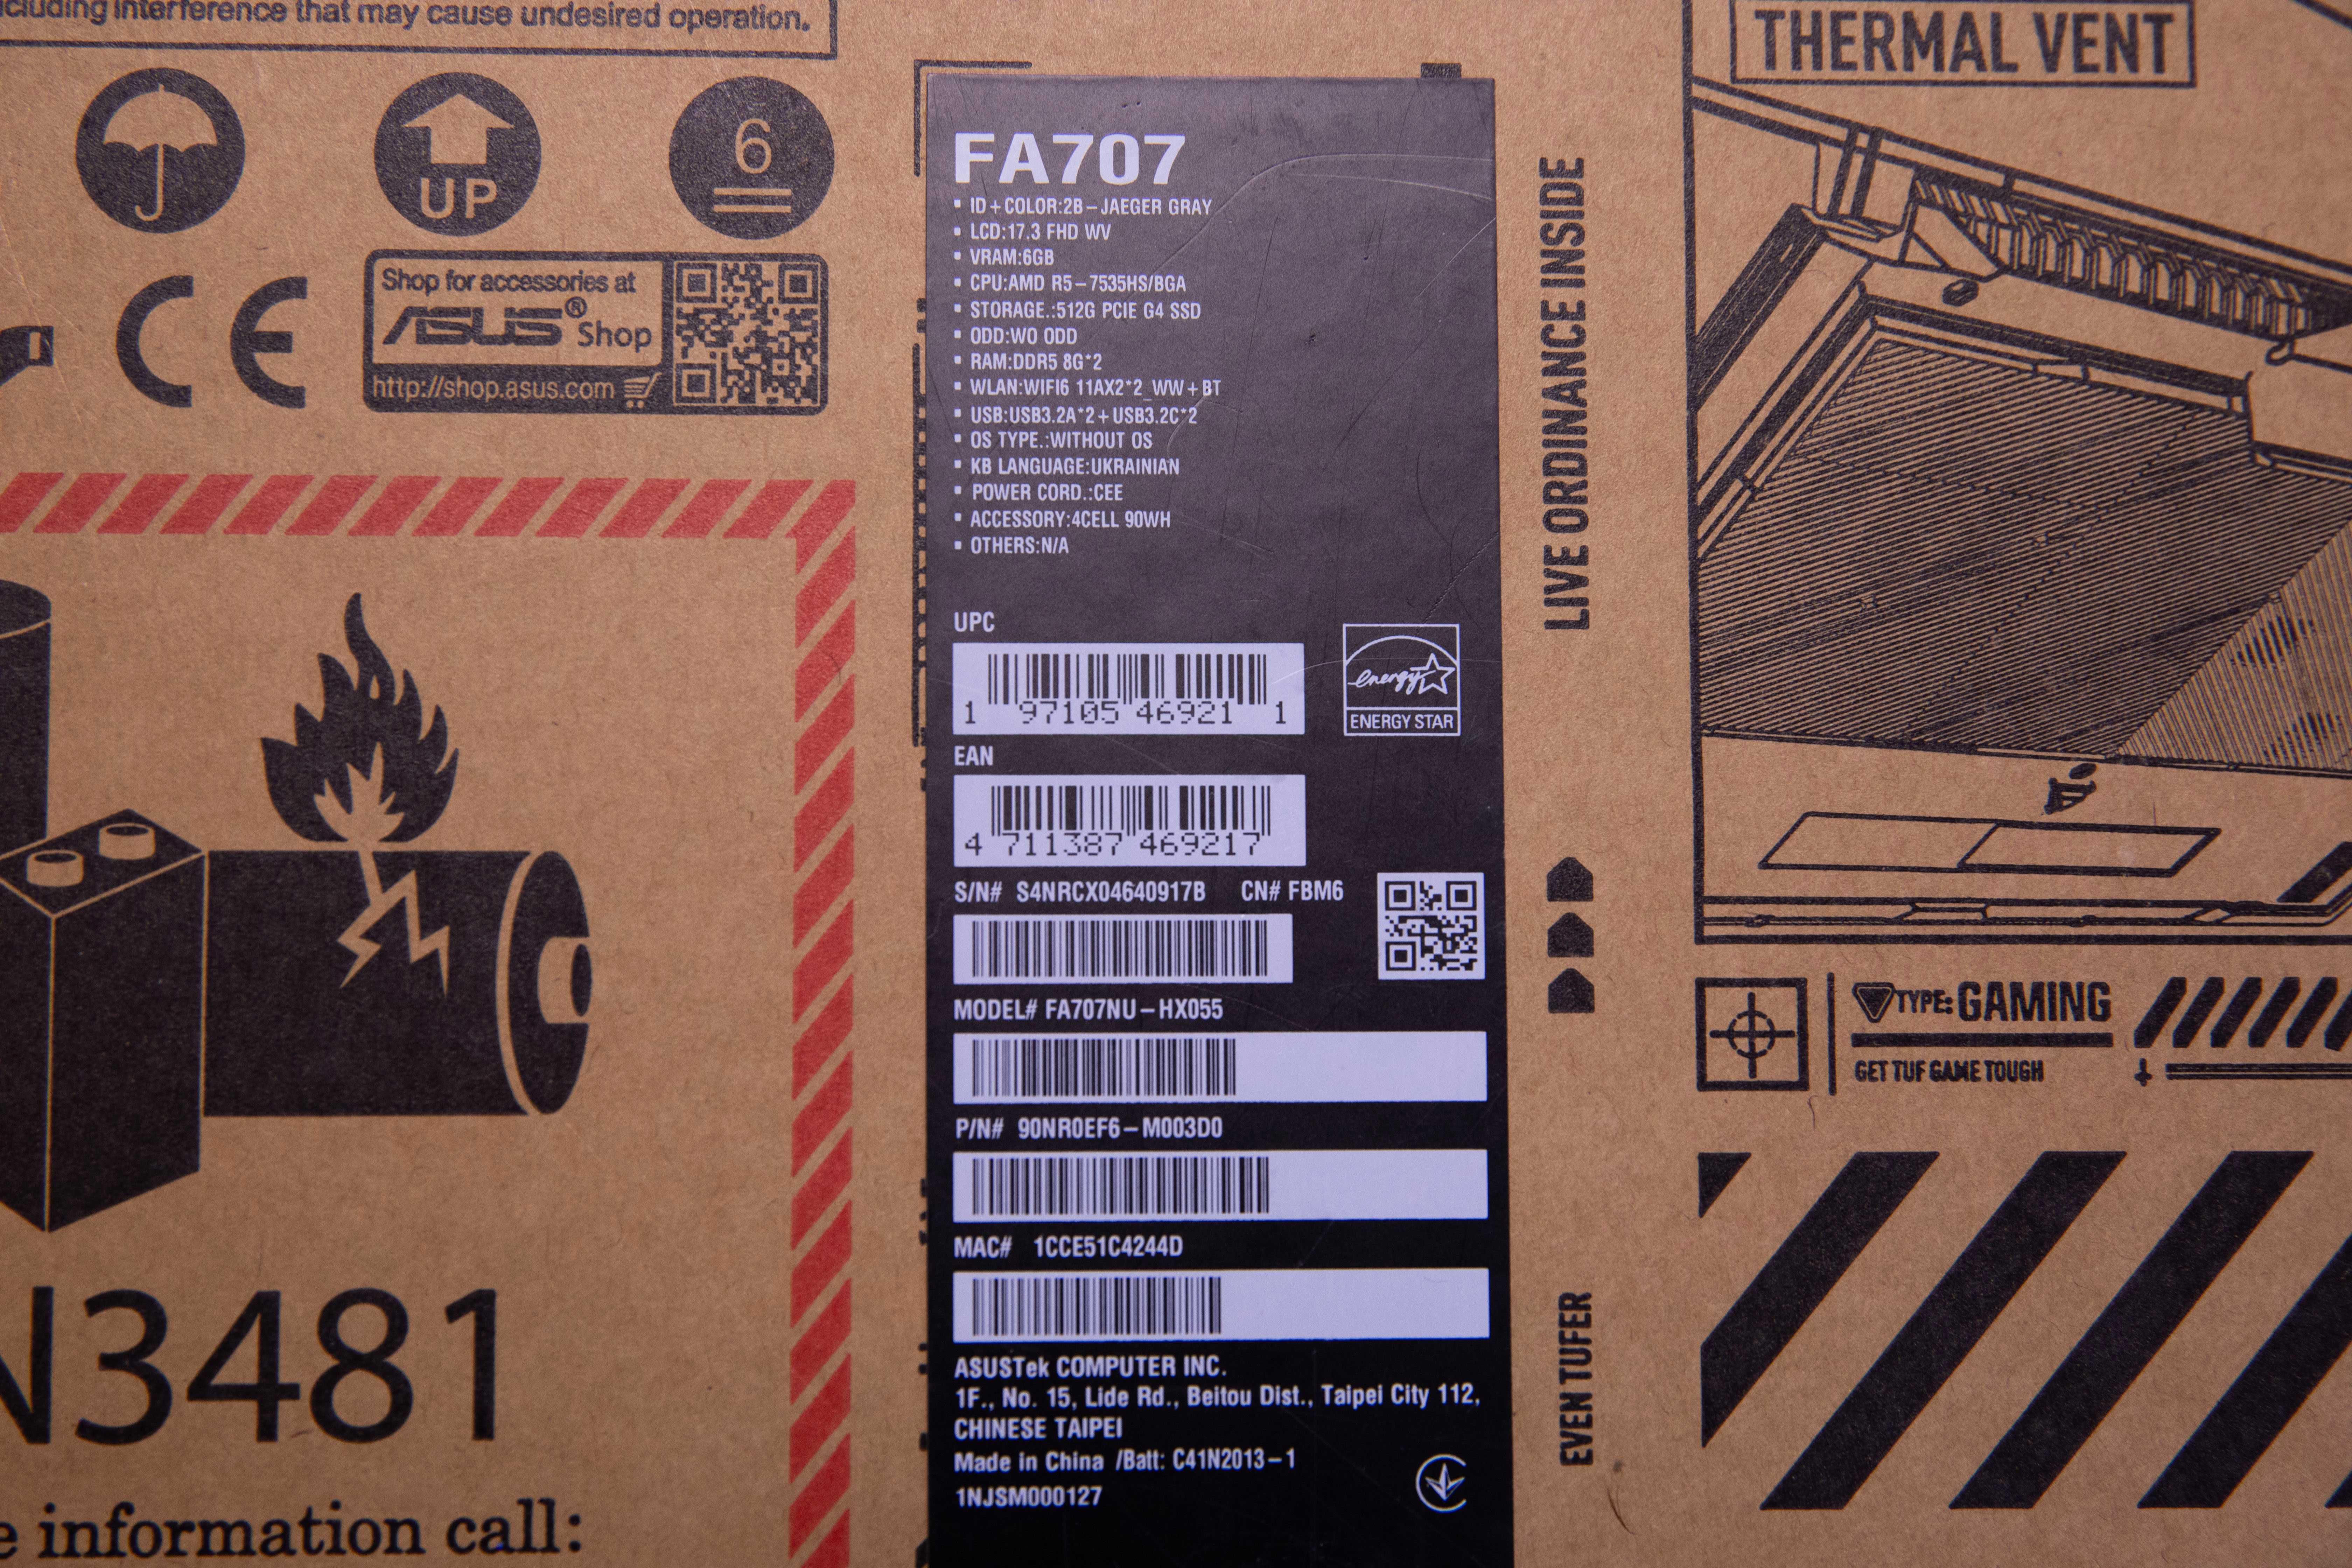 including interference that may cause undesired operation.
UP
6
CE
Shop for accessories at
ASUS® Shop
http://shop.asus.com
N3481
e information call:
FA707
▪ ID+COLOR:2B-JAEGER GRAY
▪ LCD:17.3 FHD WV
▪ VRAM:6GB
▪ CPU:AMD R5-7535HS/BGA
▪ STORAGE.:512G PCIE G4 SSD
▪ ODD:WO ODD
▪ RAM:DDR5 8G*2
▪ WLAN:WIFI6 11AX2*2_WW+BT
▪ USB:USB3.2A*2+USB3.2C*2
▪ OS TYPE.:WITHOUT OS
▪ KB LANGUAGE:UKRAINIAN
▪ POWER CORD.:CEE
▪ ACCESSORY:4CELL 90WH
▪ OTHERS:N/A
UPC
1 97105 46921 1
energy
ENERGY STAR
EAN
4 711387 469217
S/N# S4NRCX04640917B CN# FBM6
MODEL# FA707NU-HX055
P/N# 90NR0EF6-M003D0
MAC# 1CCE51C4244D
ASUSTek COMPUTER INC.
1F., No. 15, Lide Rd., Beitou Dist., Taipei City 112,
CHINESE TAIPEI
Made in China /Batt: C41N2013-1
1NJSM000127
LIVE ORDINANCE INSIDE
EVEN TUFER
THERMAL VENT
TYPE: GAMING
GET TUF GAME TOUGH